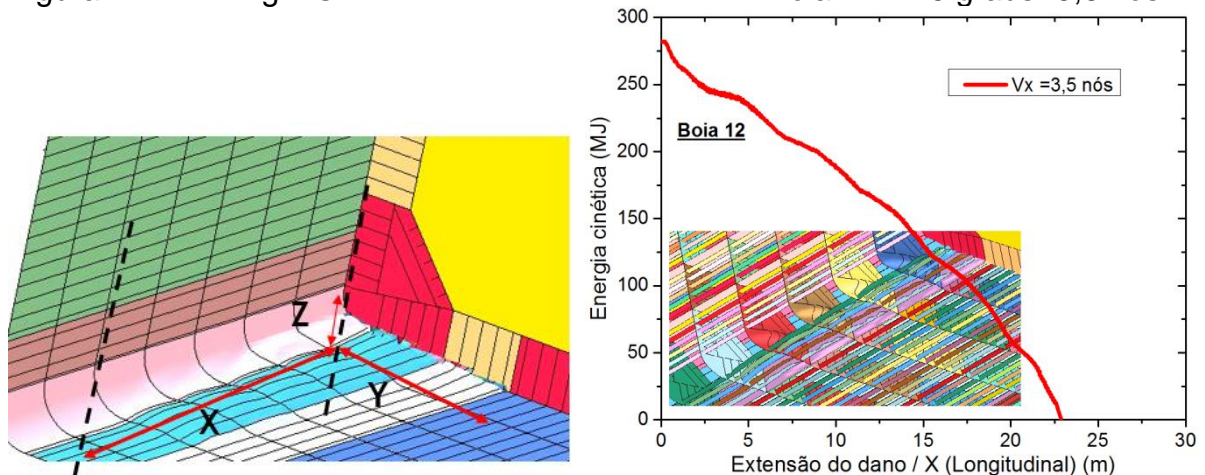 300
250
200
150
100
50
0
Energia cinética (MJ)
Vx =3,5 nós
Boia 12
0 5 10 15 20 25 30
Extensão do dano / X (Longitudinal) (m)
Z
Y
X